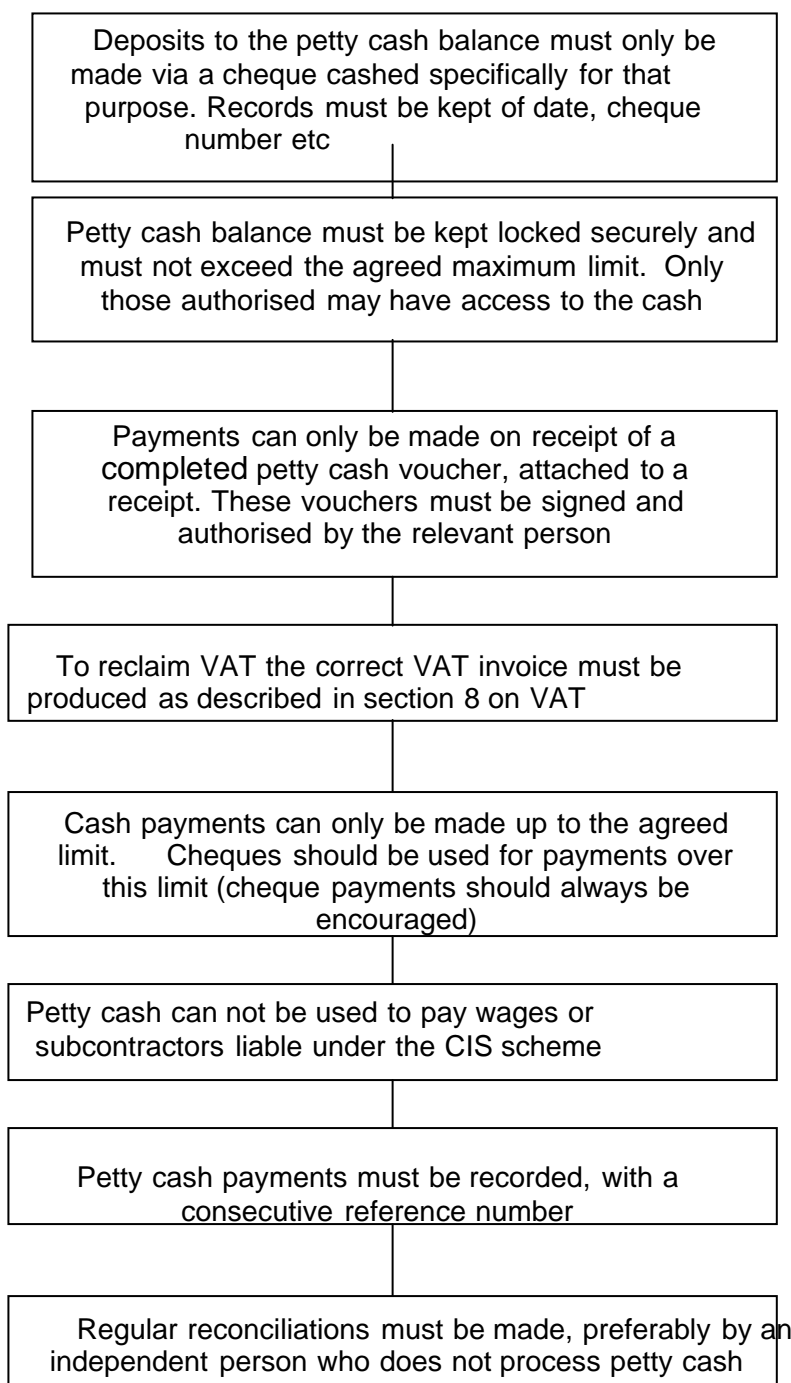 Deposits to the petty cash balance must only be
made via a cheque cashed specifically for that
purpose. Records must be kept of date, cheque
number etc
Petty cash balance must be kept locked securely and
must not exceed the agreed maximum limit. Only
those authorised may have access to the cash
Payments can only be made on receipt of a
completed petty cash voucher, attached to a
receipt. These vouchers must be signed and
authorised by the relevant person
To reclaim VAT the correct VAT invoice must be
produced as described in section 8 on VAT
Cash payments can only be made up to the agreed
limit. Cheques should be used for payments over
this limit (cheque payments should always be
encouraged)
Petty cash can not be used to pay wages or
subcontractors liable under the CIS scheme
Petty cash payments must be recorded, with a
consecutive reference number
Regular reconciliations must be made, preferably by an
independent person who does not process petty cash